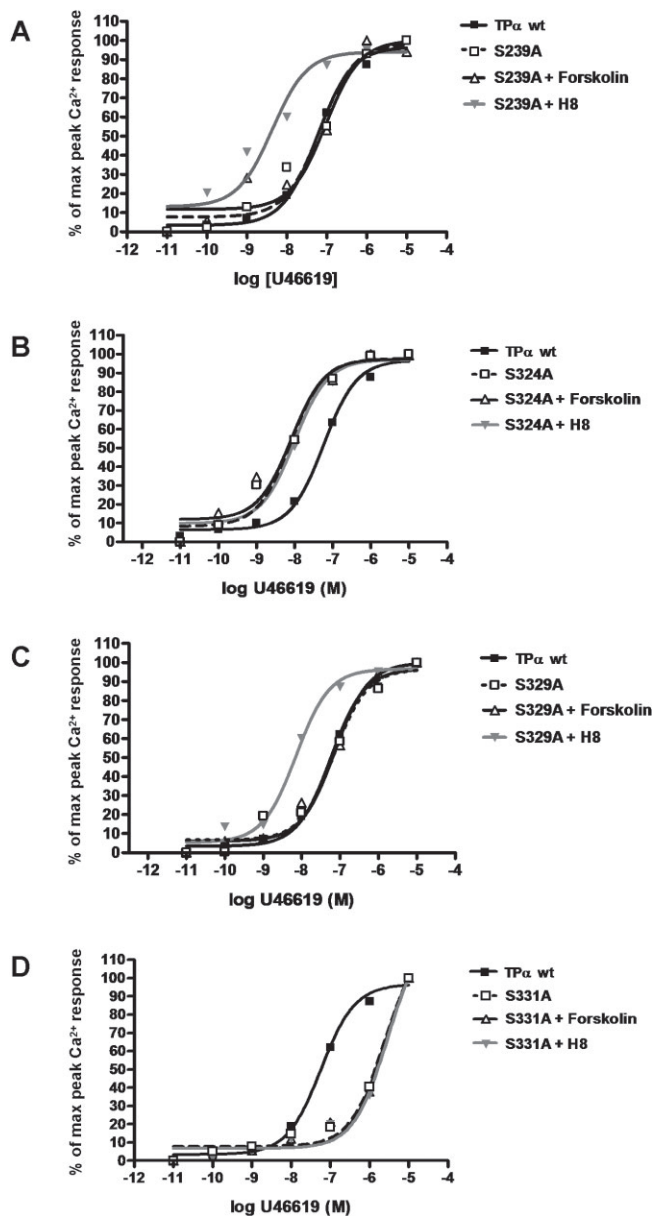 A
% of max peak Ca²⁺ response
110
100
90
80
70
60
50
40
30
20
10
0
-12 -11 -10 -9 -8 -7 -6 -5 -4
log [U46619]
TPα wt
S239A
S239A + Forskolin
S239A + H8
B
% of max peak Ca²⁺ response
110
100
90
80
70
60
50
40
30
20
10
0
-12 -11 -10 -9 -8 -7 -6 -5 -4
log U46619 (M)
TPα wt
S324A
S324A + Forskolin
S324A + H8
C
% of max peak Ca²⁺ response
110
100
90
80
70
60
50
40
30
20
10
0
-12 -11 -10 -9 -8 -7 -6 -5 -4
log U46619 (M)
TPα wt
S329A
S329A + Forskolin
S329A + H8
D
% of max peak Ca²⁺ response
110
100
90
80
70
60
50
40
30
20
10
0
-12 -11 -10 -9 -8 -7 -6 -5 -4
log U46619 (M)
TPα wt
S331A
S331A + Forskolin
S331A + H8